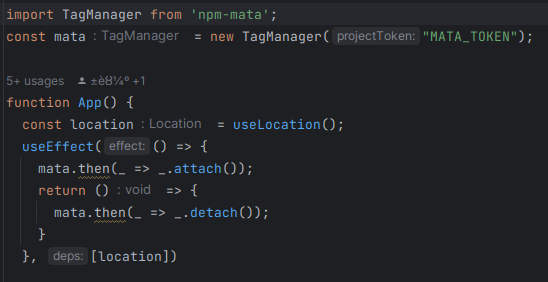 import TagManager from 'npm-mata';
const mata : TagManager = new TagManager( projectToken: "MATA_TOKEN");
5+ usages ±è¼º +1
function App() {
const location : Location = useLocation();
useEffect( effect: () => {
mata.then(_ => _.attach());
return () : void => {
mata.then(_ => _.detach());
}
}, deps: [location])